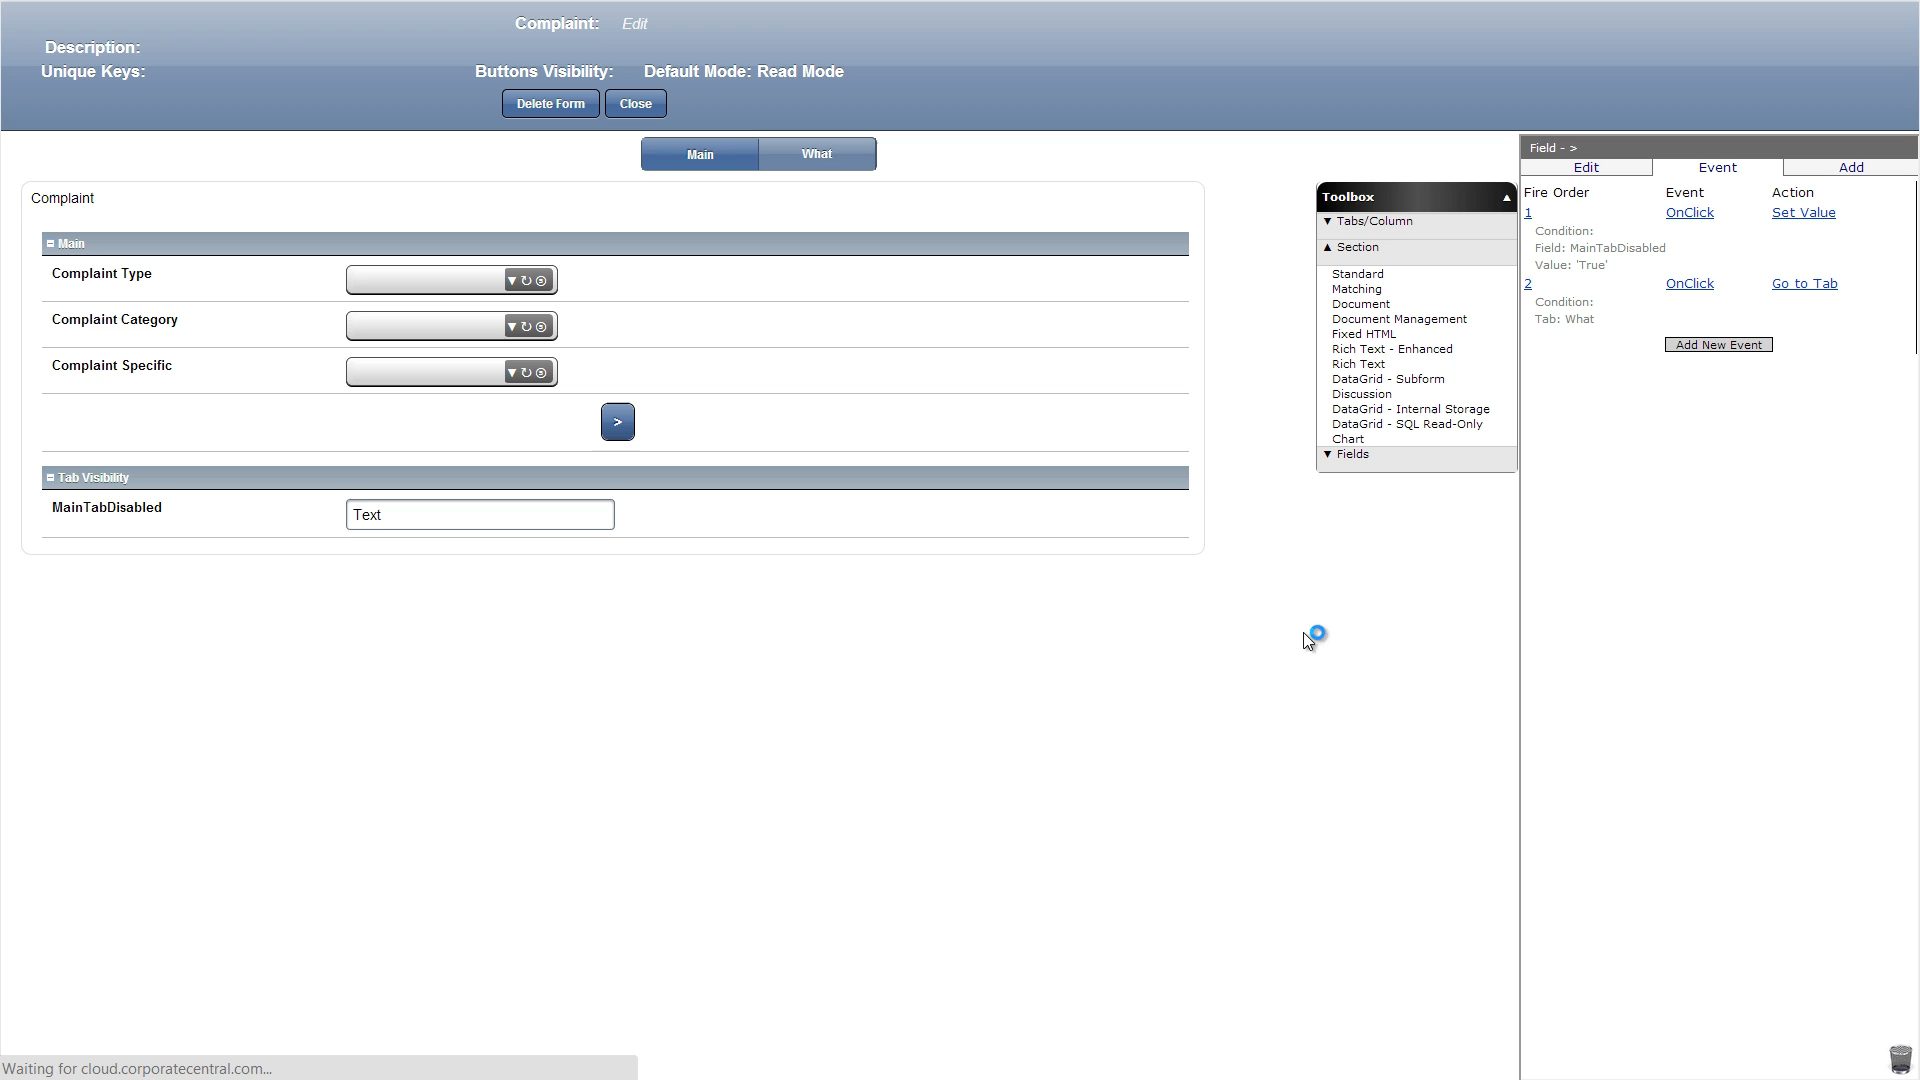 Complaint: Edit
Description:
Unique Keys:
Buttons Visibility: Default Mode: Read Mode
Delete Form Close
Main What
Complaint
Main
Complaint Type
Complaint Category
Complaint Specific
>
Tab Visibility
MainTabDisabled Text
Toolbox
Tabs/Column
Section
Standard
Matching
Document
Document Management
Fixed HTML
Rich Text - Enhanced
Rich Text
DataGrid - Subform
Discussion
DataGrid - Internal Storage
DataGrid - SQL Read-Only
Chart
Fields
Field - >
Edit Event Add
Fire Order Event Action
1 OnClick Set Value
Condition:
Field: MainTabDisabled
Value: 'True'
2 OnClick Go to Tab
Condition:
Tab: What
Add New Event
Waiting for cloud.corporatecentral.com...